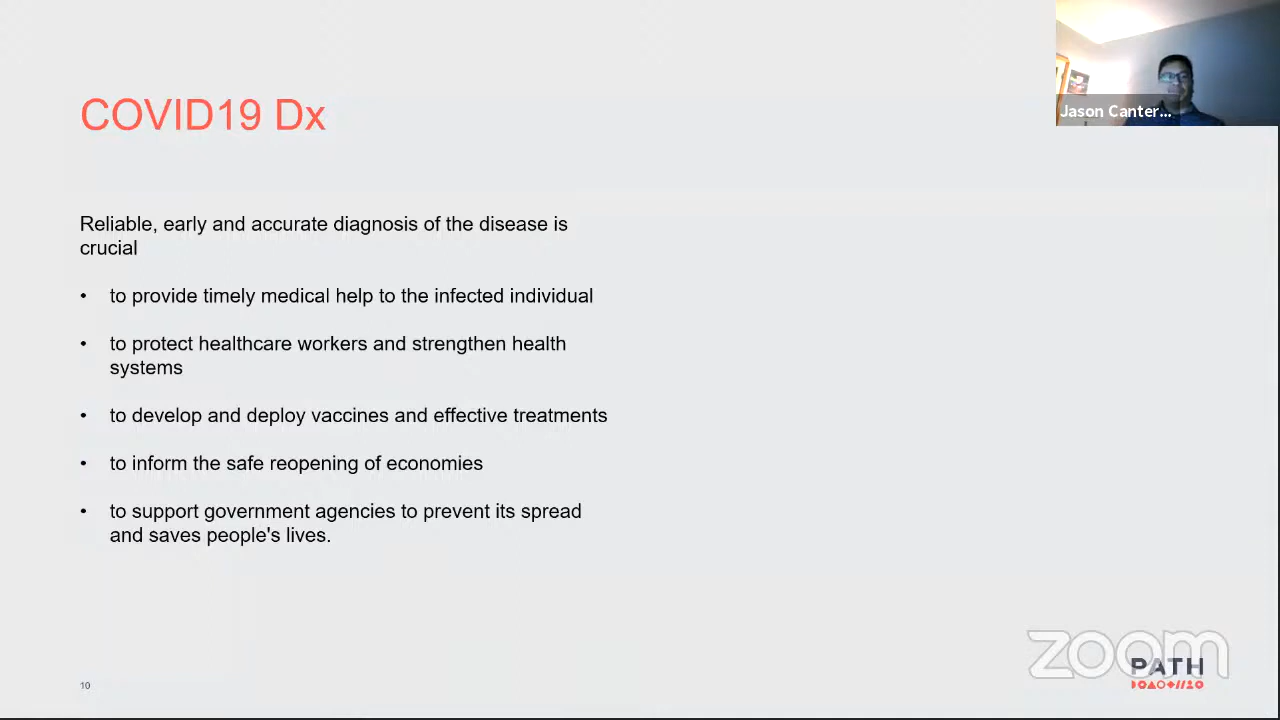 COVID19 Dx
Jason Canter...
Reliable, early and accurate diagnosis of the disease is
crucial
• to provide timely medical help to the infected individual
• to protect healthcare workers and strengthen health
systems
• to develop and deploy vaccines and effective treatments
• to inform the safe reopening of economies
• to support government agencies to prevent its spread
and saves people's lives.
zoom
PATH
10